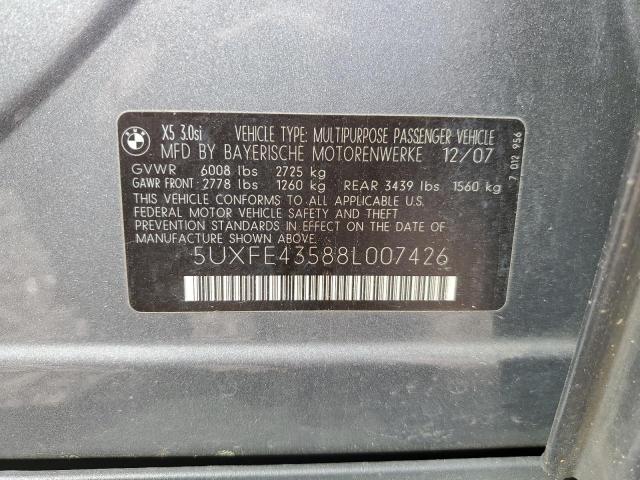 BMW
X5 3.0si VEHICLE TYPE: MULTIPURPOSE PASSENGER VEHICLE
MFD BY BAYERISCHE MOTORENWERKE 12/07
GVWR 6008 lbs 2725 kg
GAWR FRONT: 2778 lbs 1260 kg REAR 3439 lbs 1560 kg
THIS VEHICLE CONFORMS TO ALL APPLICABLE U.S.
FEDERAL MOTOR VEHICLE SAFETY AND THEFT
PREVENTION STANDARDS IN EFFECT ON THE DATE OF
MANUFACTURE SHOWN ABOVE.
5UXFE43588L007426
7 012 956